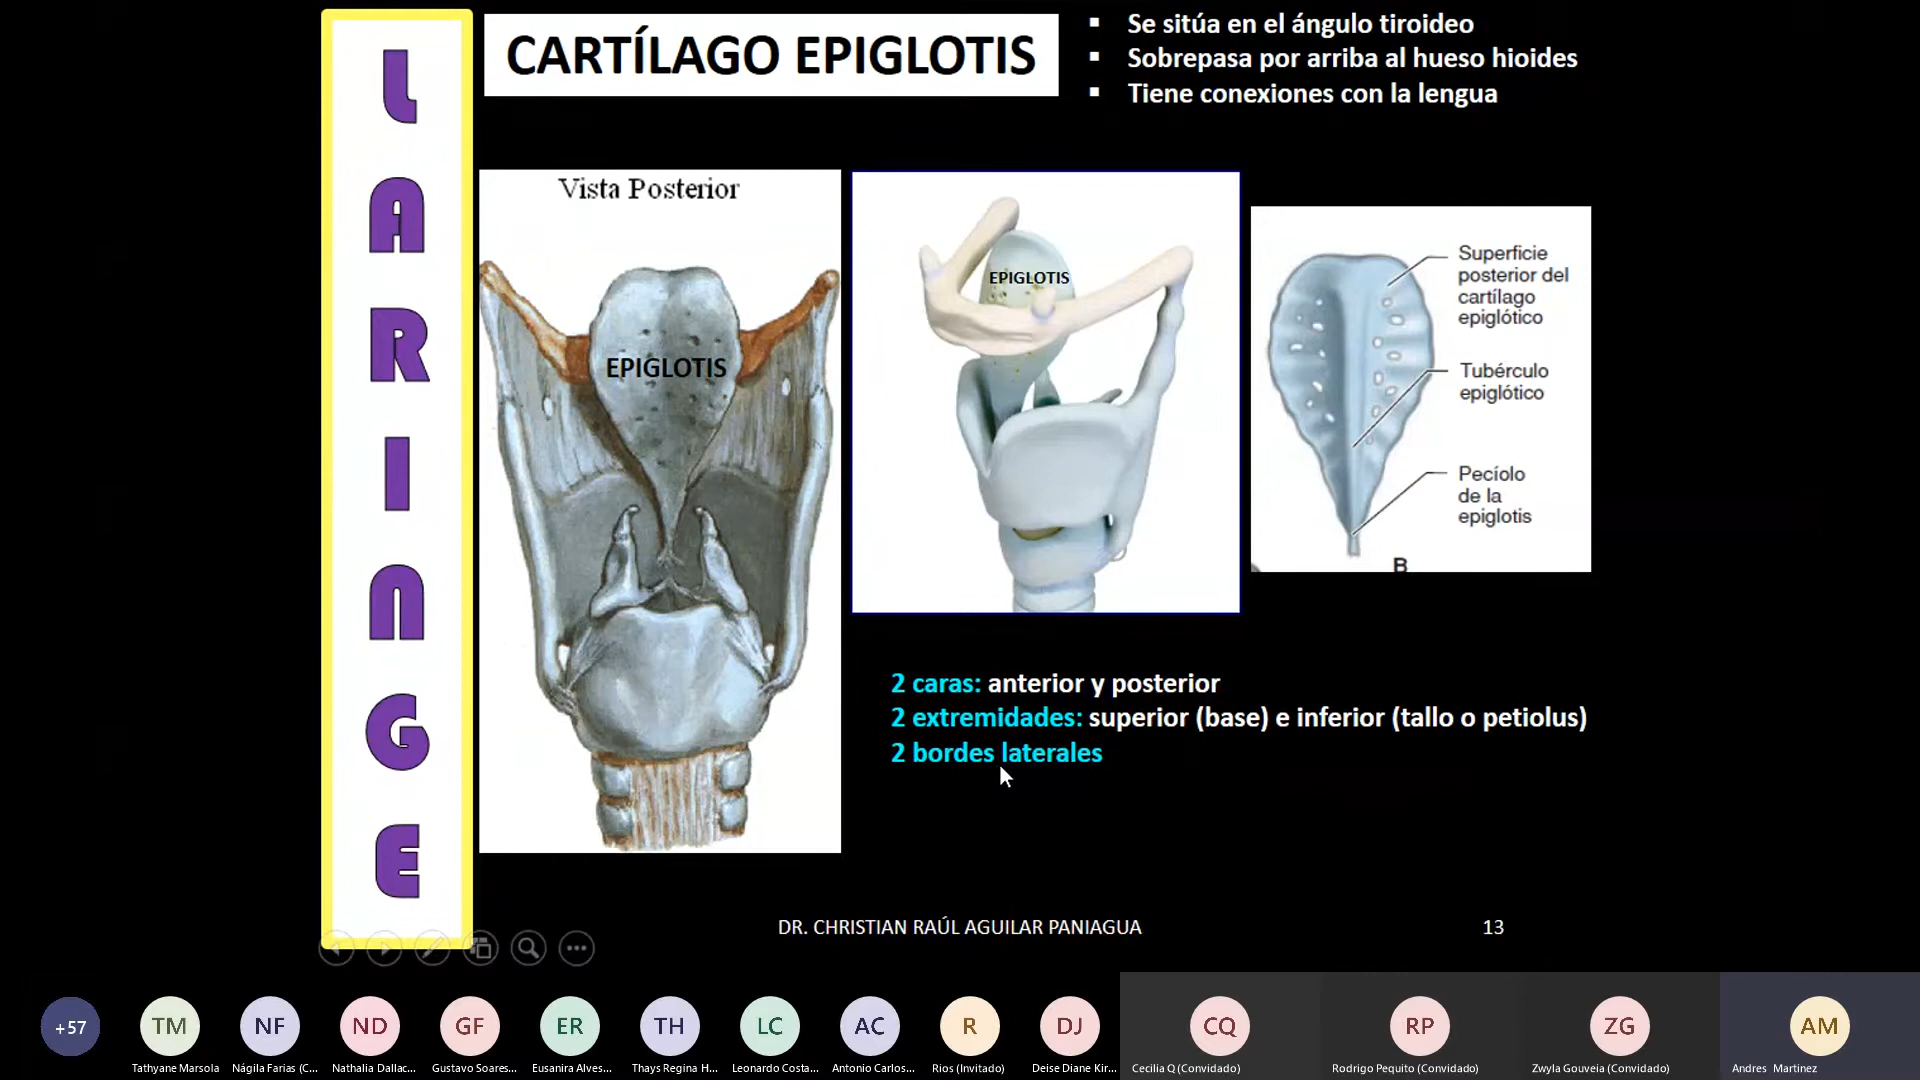 LARINGE
CARTÍLAGO EPIGLOTIS
▪ Se sitúa en el ángulo tiroideo
▪ Sobrepasa por arriba al hueso hioides
▪ Tiene conexiones con la lengua
Vista Posterior
EPIGLOTIS
EPIGLOTIS
Superficie
posterior del
cartílago
epiglótico
Tubérculo
epiglótico
Pecíolo
de la
epiglotis
B
2 caras: anterior y posterior
2 extremidades: superior (base) e inferior (tallo o petiolus)
2 bordes laterales
DR. CHRISTIAN RAÚL AGUILAR PANIAGUA
13
+57
TM
NF
ND
GF
ER
TH
LC
AC
R
DJ
CQ
RP
ZG
AM
Tathyane Marsola
Nágila Farias (C...
Nathalia Dallac...
Gustavo Soares...
Eusanira Alves...
Thays Regina H...
Leonardo Costa...
Antonio Carlos...
Rios (Invitado)
Deise Diane Kir...
Cecilia Q (Convidado)
Rodrigo Pequito (Convidado)
Zwyla Gouveia (Convidado)
Andres Martinez